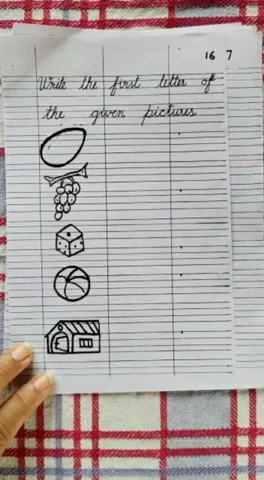 16 7
Write the first letter of
the given pictures